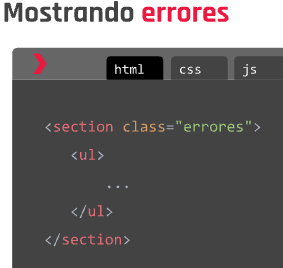 Mostrando errores
html css js
<section class="errores">
<ul>
...
</ul>
</section>